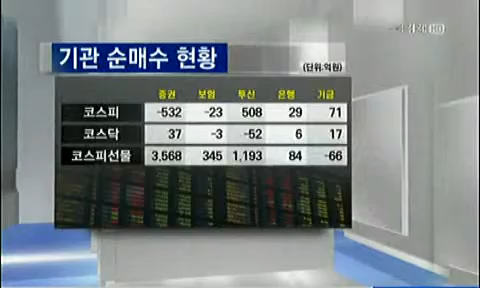 기관 순매수 현황
(단위:억원)
증권 보험 투신 은행 기금
코스피 -532 -23 508 29 71
코스닥 37 -3 -52 6 17
코스피선물 3,568 345 1,193 84 -66